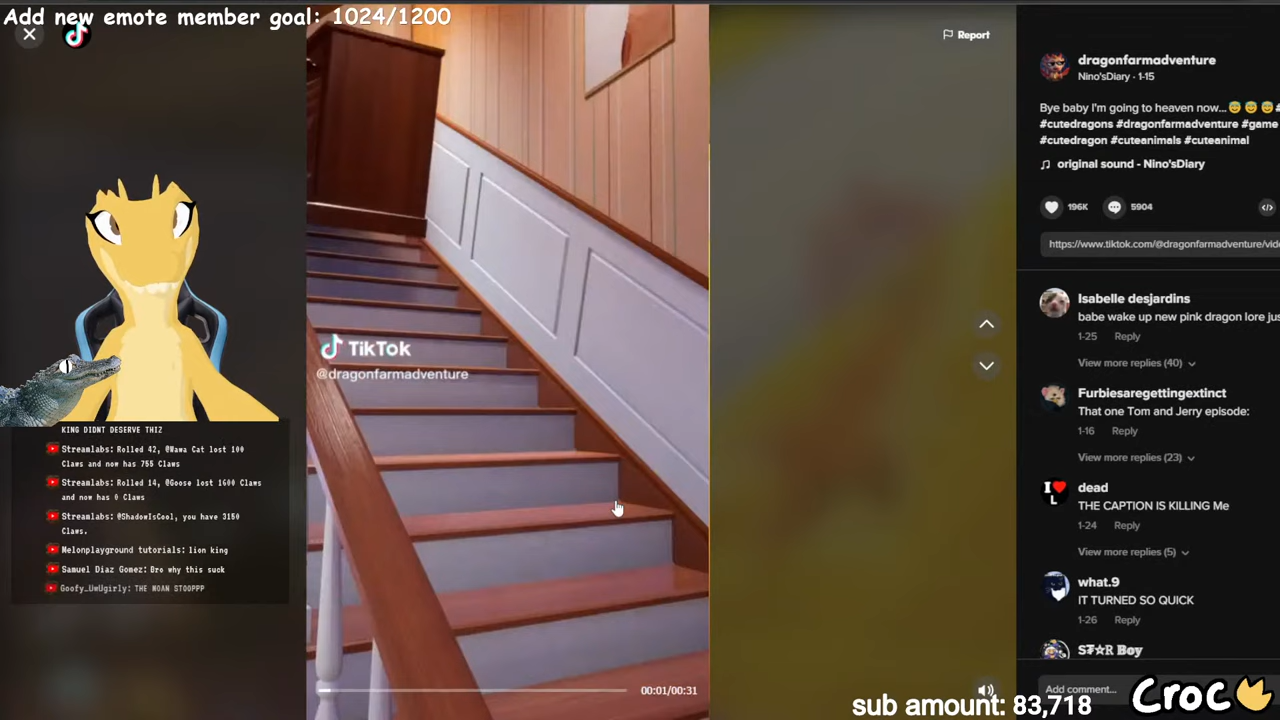 Add new emote member goal: 1024/1200
Report
TikTok
@dragonfarmadventure
00:01/00:31
KING DIDNT DESERVE THIZ
Streamlabs: Rolled 42, @Wawa Cat lost 100
Claws and now has 755 Claws
Streamlabs: Rolled 14, @Goose lost 1600 Claws
and now has 0 Claws
Streamlabs: @ShadowIsCool, you have 3150
Claws.
Melonplayground tutorials: lion king
Samuel Diaz Gomez: Bro why this suck
Goofy_UwUgirly: THE MOAN STOOPPP
dragonfarmadventure
Nino'sDiary · 1-15
Bye baby I'm going to heaven now... 😇 😇 😇 #
#cutedragons #dragonfarmadventure #game
#cutedragon #cuteanimals #cuteanimal
♫ original sound - Nino'sDiary
196K
5904
https://www.tiktok.com/@dragonfarmadventure/vid
Isabelle desjardins
babe wake up new pink dragon lore jus
1-25 Reply
View more replies (40)
Furbiesaregettingextinct
That one Tom and Jerry episode:
1-16 Reply
View more replies (23)
I ♥ L
dead
THE CAPTION IS KILLING Me
1-24 Reply
View more replies (5)
what.9
IT TURNED SO QUICK
1-26 Reply
S₮☆R Boy
Add comment...
Croc
sub amount: 83,718